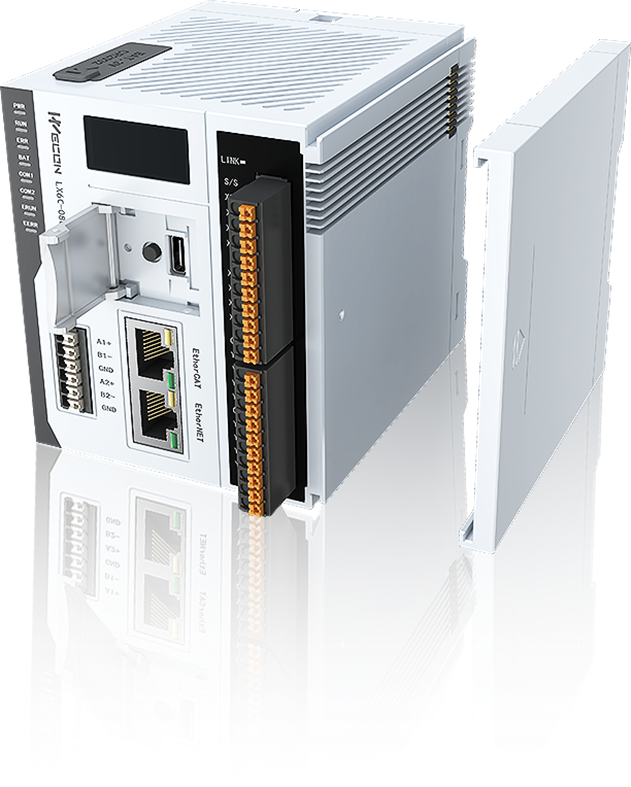 PWR
RUN
ERR
BAT
COM1
COM2
ERUN
EERR
WECON LX6C-08
LINK
S/S
X
A1+
B1-
GND
A2+
B2-
GND
EtherCAT
EtherNET